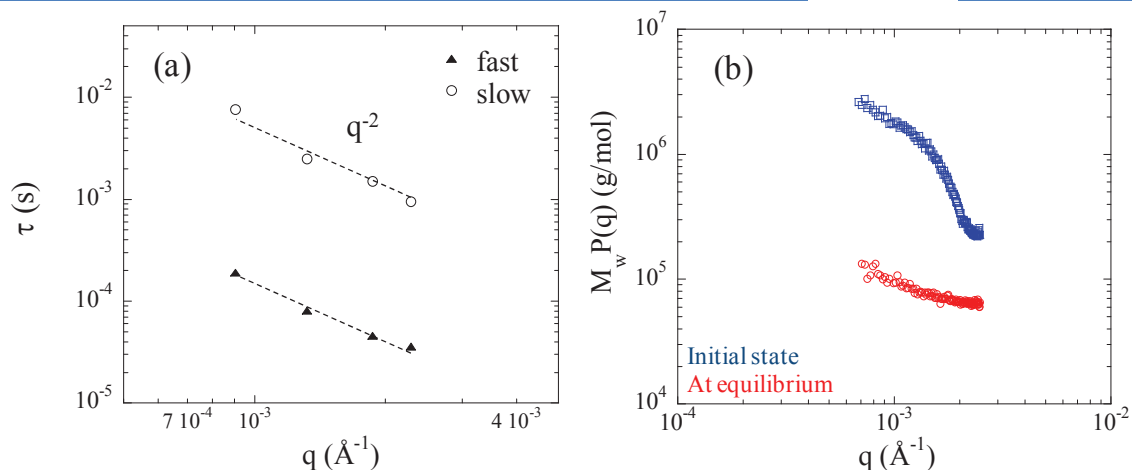 (a)
fast
slow
q-2
10-2
10-3
10-4
10-5
τ (s)
7 10-4
10-3
4 10-3
q (Å-1)
(b)
107
106
105
104
MwP(q) (g/mol)
Initial state
At equilibrium
10-4
10-3
10-2
q (Å-1)